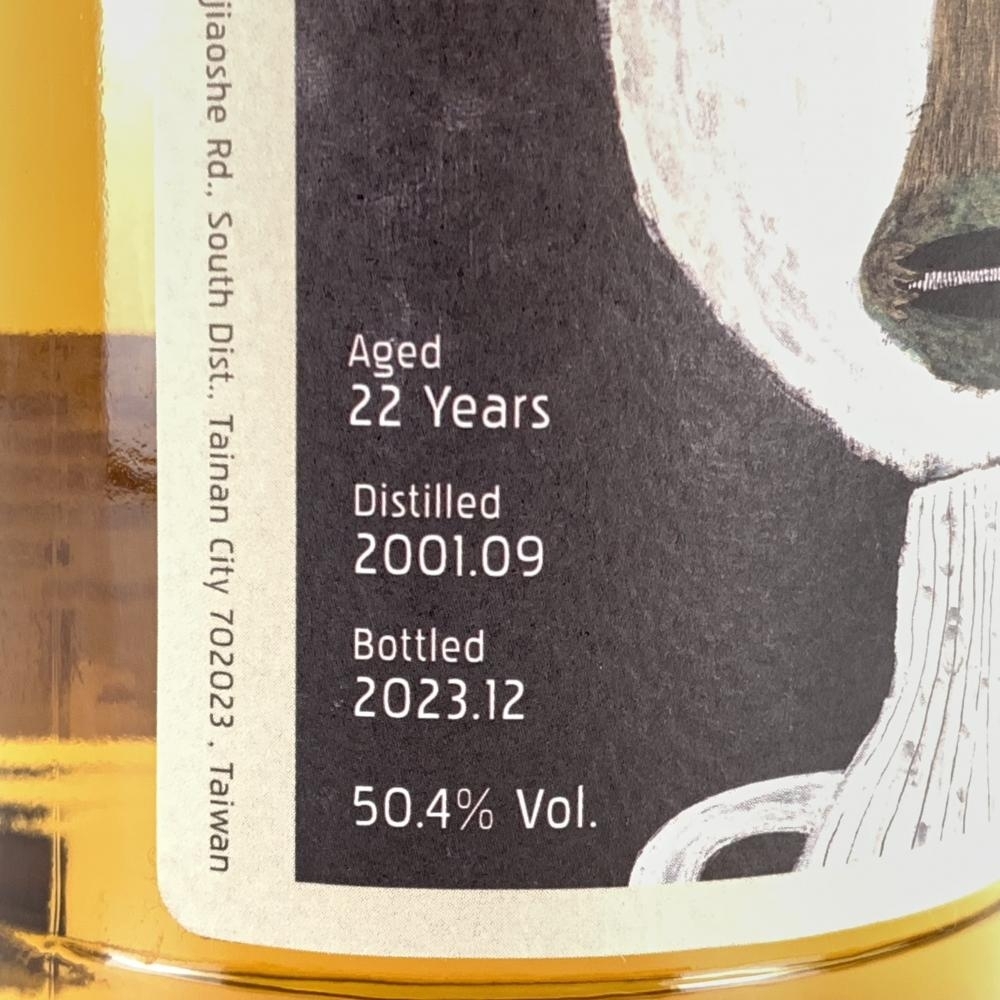 Rd., South Dist., Tainan City 702023 , Taiwan
Aged
22 Years
Distilled
2001.09
Bottled
2023.12
50.4% Vol.